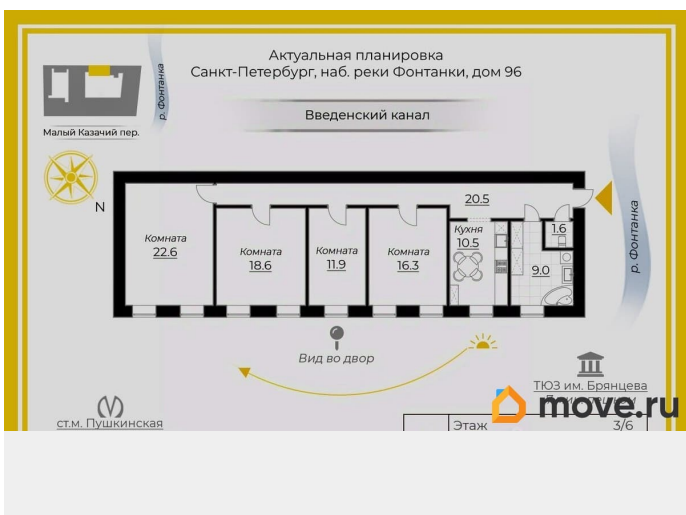 Актуальная планировка
Санкт-Петербург, наб. реки Фонтанки, дом 96
р. Фонтанка
Малый Казачий пер.
Введенский канал
N
20.5
Комната
22.6
Комната
18.6
Комната
11.9
Комната
16.3
Кухня
10.5
1.6
9.0
р. Фонтанка
Вид во двор
ст.м. Пушкинская
ТЮЗ им. Брянцева
move.ru
Этаж 3/6